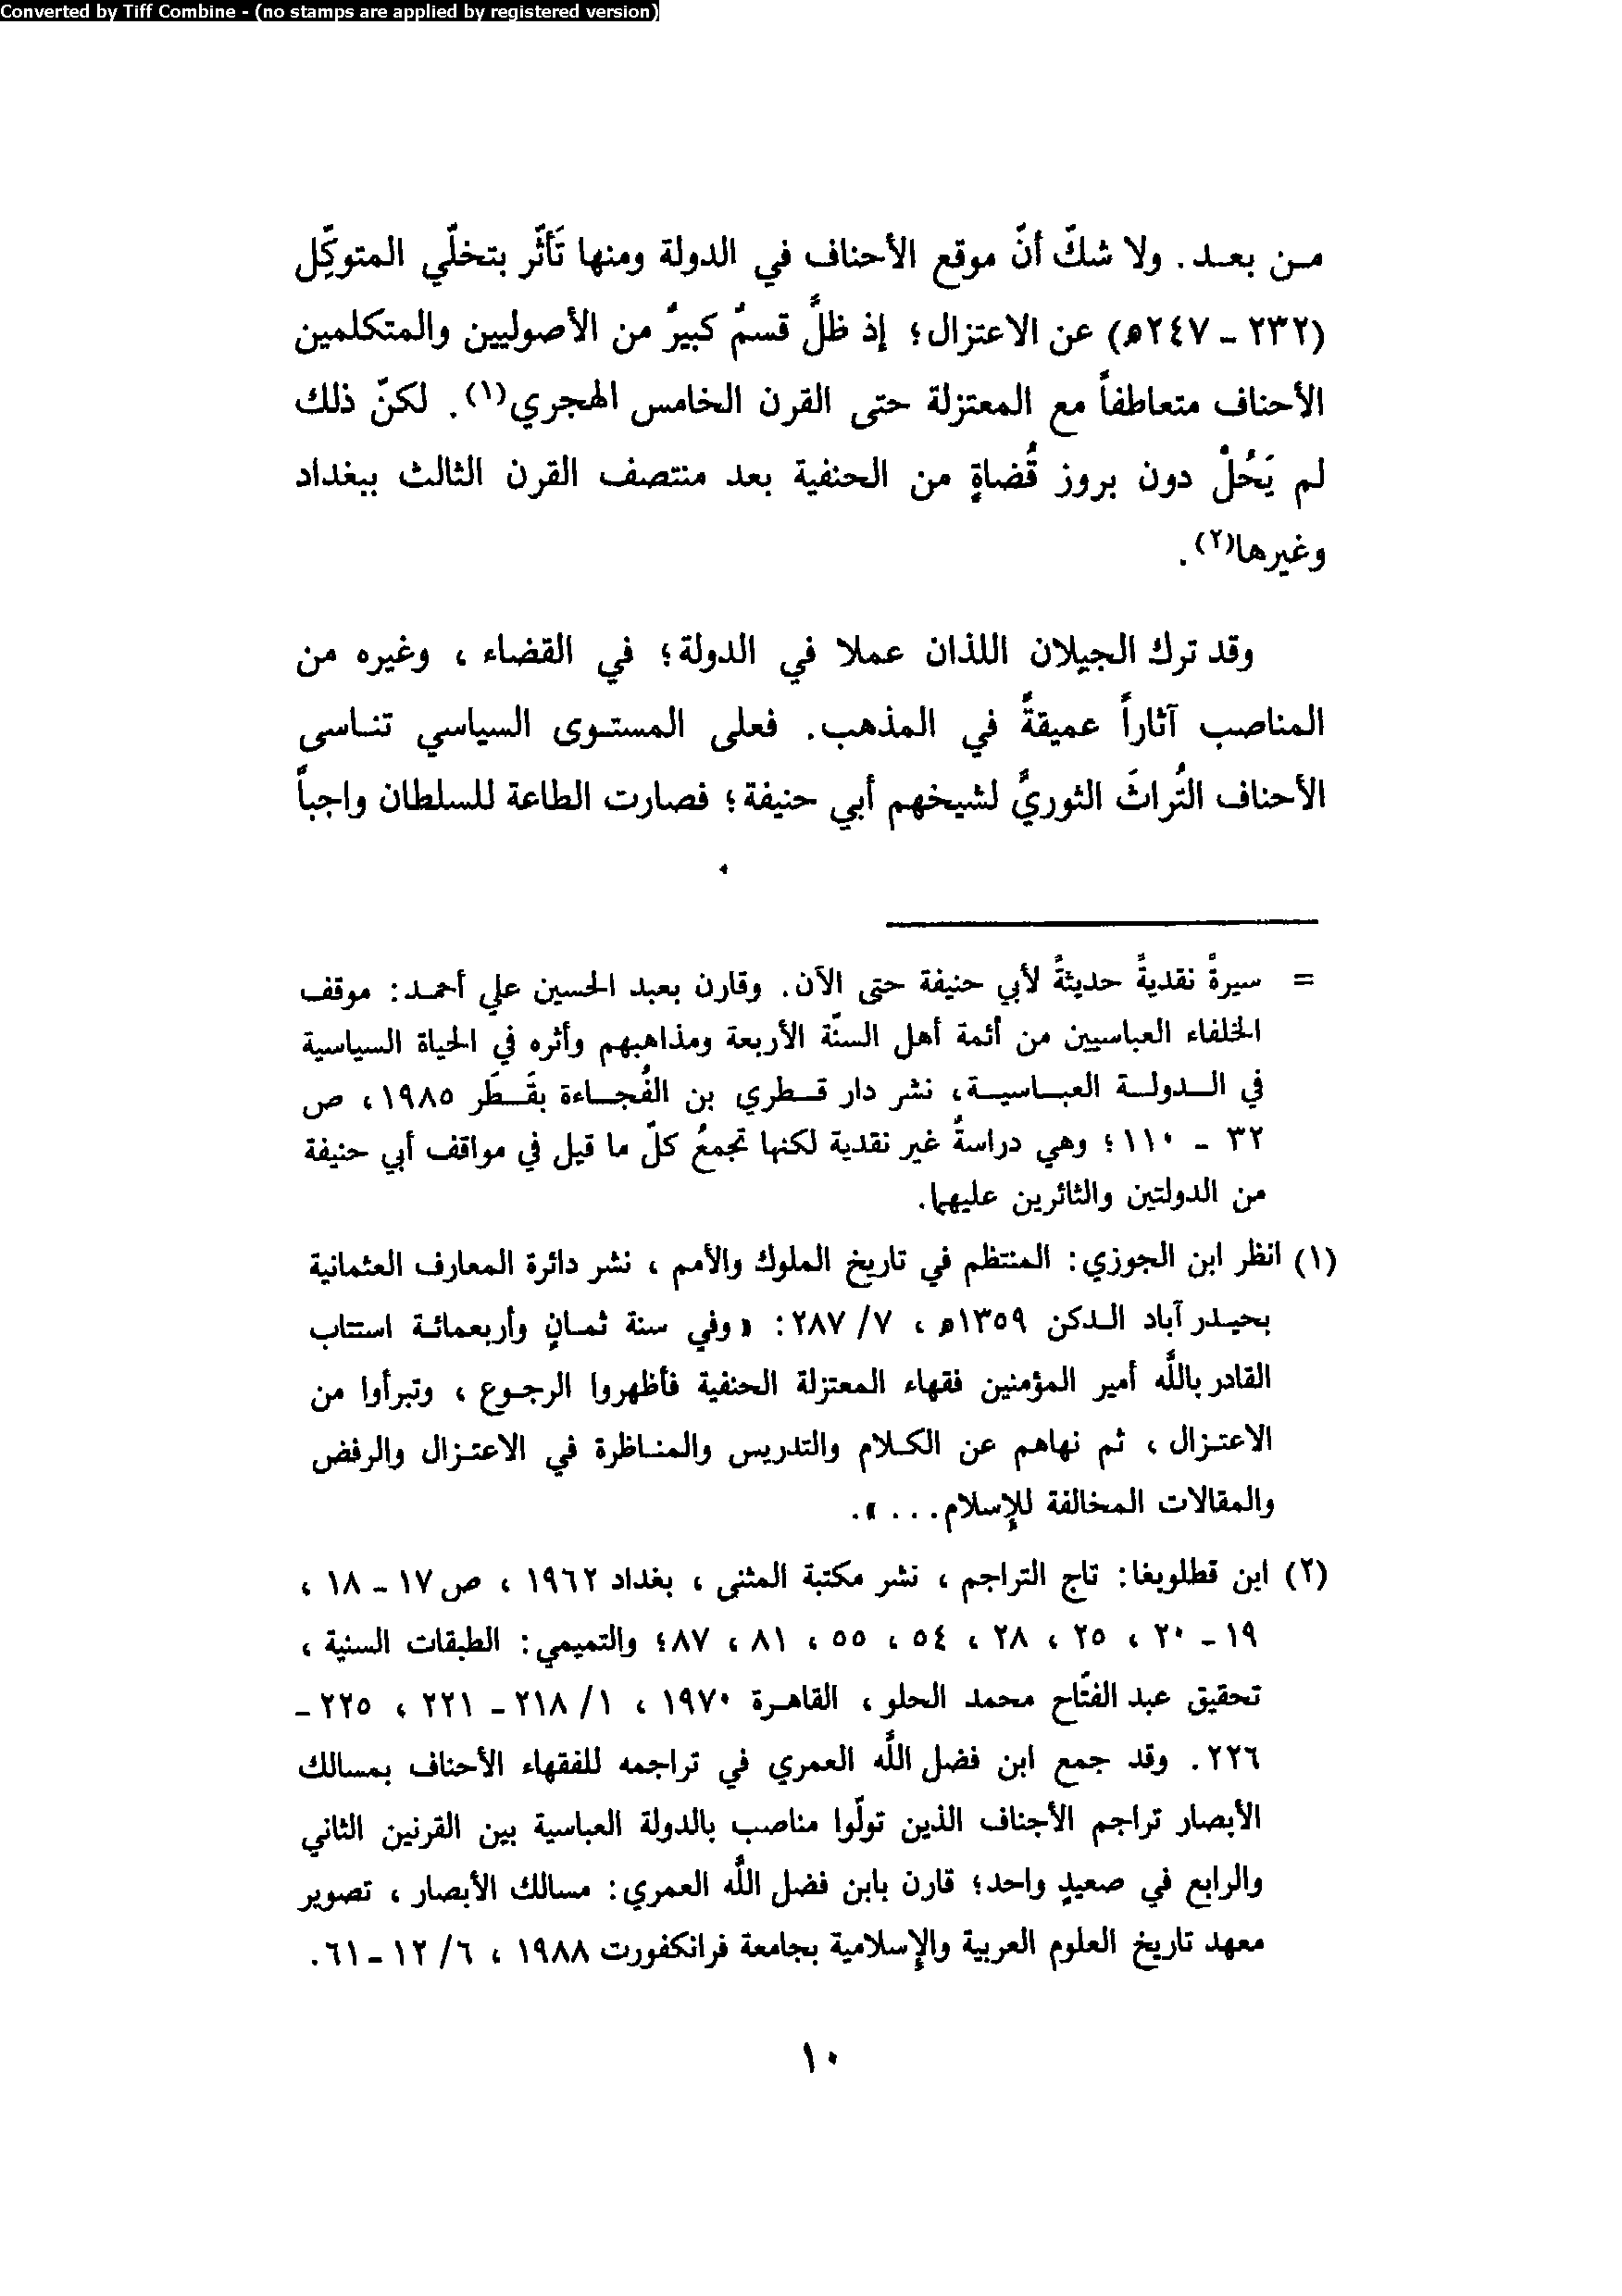 Converted by Tiff Combine - (no stamps are applied by registered version)
من بعد. ولا شكّ أنّ موقع الأحناف في الدولة ومنها تَأثّر بتخلّي المتوكِّل
(٢٣٢ - ٢٤٧هـ) عن الاعتزال؛ إذ ظلَّ قسمٌ كبيرٌ من الأصوليين والمتكلمين
الأحناف متعاطفاً مع المعتزلة حتى القرن الخامس الهجري(١). لكنّ ذلك
لم يَحُلْ دون بروز قُضاةٍ من الحنفية بعد منتصف القرن الثالث ببغداد
وغيرها(٢).
وقد ترك الجيلان اللذان عملا في الدولة؛ في القضاء ، وغيره من
المناصب آثاراً عميقةً في المذهب. فعلى المستوى السياسي تناسى
الأحناف التُراثَ الثوريَّ لشيخهم أبي حنيفة؛ فصارت الطاعة للسلطان واجباً
= سيرةً نقديةً حديثةً لأبي حنيفة حتى الآن. وقارن بعبد الحسين علي أحمد: موقف
الخلفاء العباسيين من أئمة أهل السنّة الأربعة ومذاهبهم وأثره في الحياة السياسية
في الدولة العباسية، نشر دار قطري بن الفُجاءة بقَطَر ١٩٨٥، ص
٣٢ - ١١٠؛ وهي دراسةٌ غير نقدية لكنها تجمعُ كلّ ما قيل في مواقف أبي حنيفة
من الدولتين والثائرين عليهما.
(١) انظر ابن الجوزي: المنتظم في تاريخ الملوك والأمم ، نشر دائرة المعارف العثمانية
بحيدر آباد الدكن ١٣٥٩هـ ، ٧/ ٢٨٧: «وفي سنة ثمانٍ وأربعمائة استتاب
القادر باللَّه أمير المؤمنين فقهاء المعتزلة الحنفية فأظهروا الرجوع ، وتبرأوا من
الاعتزال ، ثم نهاهم عن الكلام والتدريس والمناظرة في الاعتزال والرفض
والمقالات المخالفة للإسلام...».
(٢) ابن قطلوبغا: تاج التراجم ، نشر مكتبة المثنى ، بغداد ١٩٦٢ ، ص١٧ - ١٨ ،
١٩ - ٢٠ ، ٢٥ ، ٢٨ ، ٥٤ ، ٥٥ ، ٨١ ، ٨٧؛ والتميمي: الطبقات السنية ،
تحقيق عبد الفتّاح محمد الحلو ، القاهرة ١٩٧٠ ، ١/ ٢١٨ - ٢٢١ ، ٢٢٥ -
٢٢٦. وقد جمع ابن فضل اللَّه العمري في تراجمه للفقهاء الأحناف بمسالك
الأبصار تراجم الأحناف الذين تولّوا مناصب بالدولة العباسية بين القرنين الثاني
والرابع في صعيدٍ واحد؛ قارن بابن فضل اللَّه العمري: مسالك الأبصار ، تصوير
معهد تاريخ العلوم العربية والإسلامية بجامعة فرانكفورت ١٩٨٨ ، ٦/ ١٢ - ٦١.
١٠